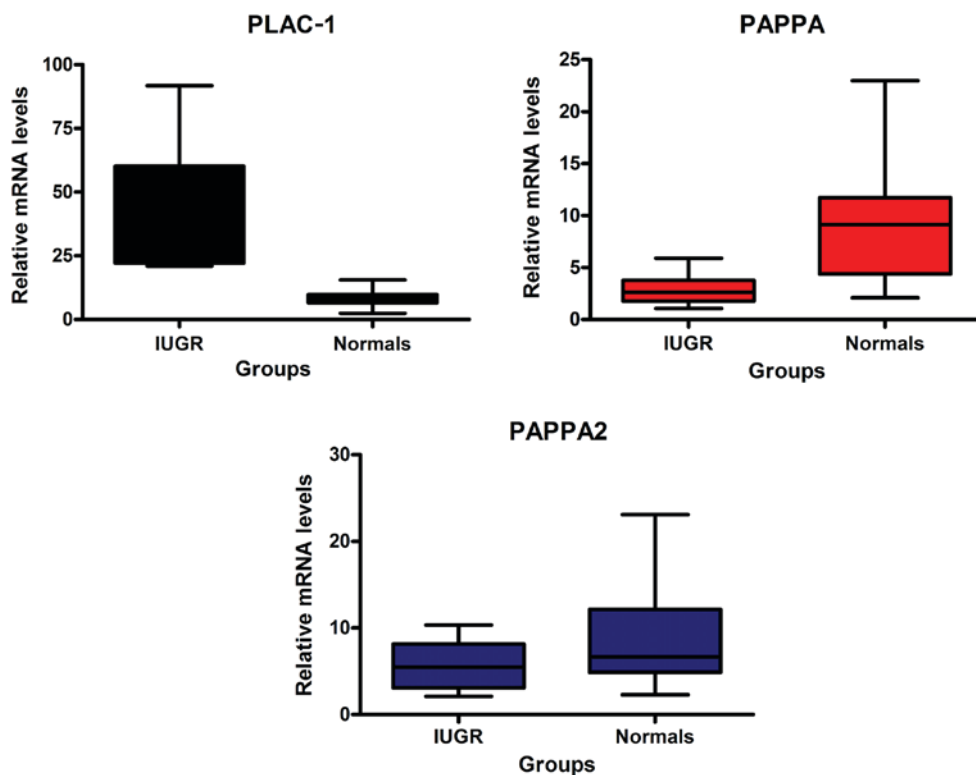 PLAC-1
Relative mRNA levels
100
75
50
25
0
IUGR Normals
Groups
PAPPA
Relative mRNA levels
25
20
15
10
5
0
IUGR Normals
Groups
PAPPA2
Relative mRNA levels
30
20
10
0
IUGR Normals
Groups